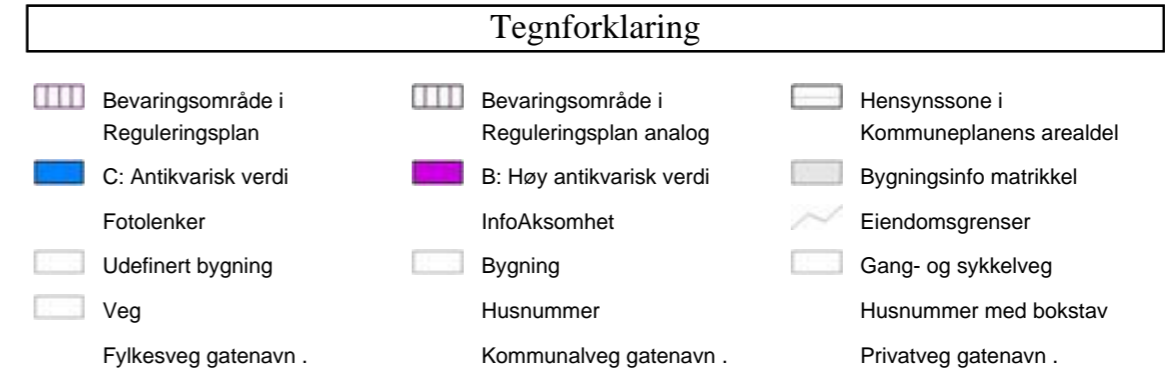 Tegnforklaring
Bevaringsområde i
Reguleringsplan
Bevaringsområde i
Reguleringsplan analog
Hensynssone i
Kommuneplanens arealdel
C: Antikvarisk verdi
B: Høy antikvarisk verdi
Bygningsinfo matrikkel
Fotolenker
InfoAksomhet
Eiendomsgrenser
Udefinert bygning
Bygning
Gang- og sykkelveg
Veg
Husnummer
Husnummer med bokstav
Fylkesveg gatenavn .
Kommunalveg gatenavn .
Privatveg gatenavn .